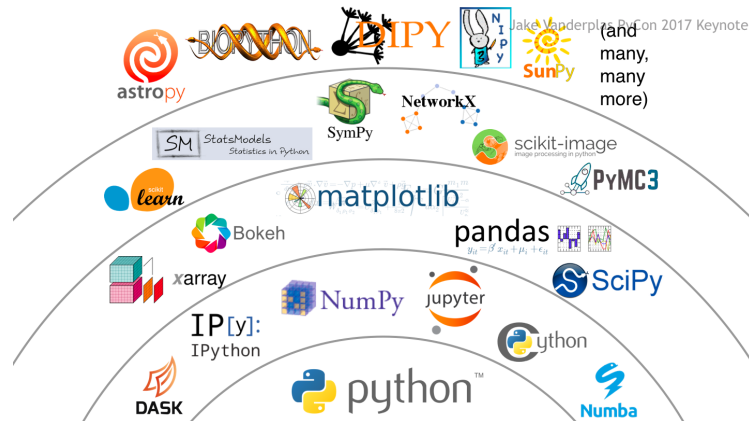 Jake Vanderplas PyCon 2017 Keynote
BIOPYTHON
DIPY
NIPY
(and
many,
many
more)
astropy
SunPy
SymPy
NetworkX
SM StatsModels
Statistics in Python
scikit-image
image processing in python
scikit
learn
matplotlib
PyMC3
Bokeh
pandas
xarray
NumPy
jupyter
SciPy
IP[y]:
IPython
Cython
DASK
python™
Numba